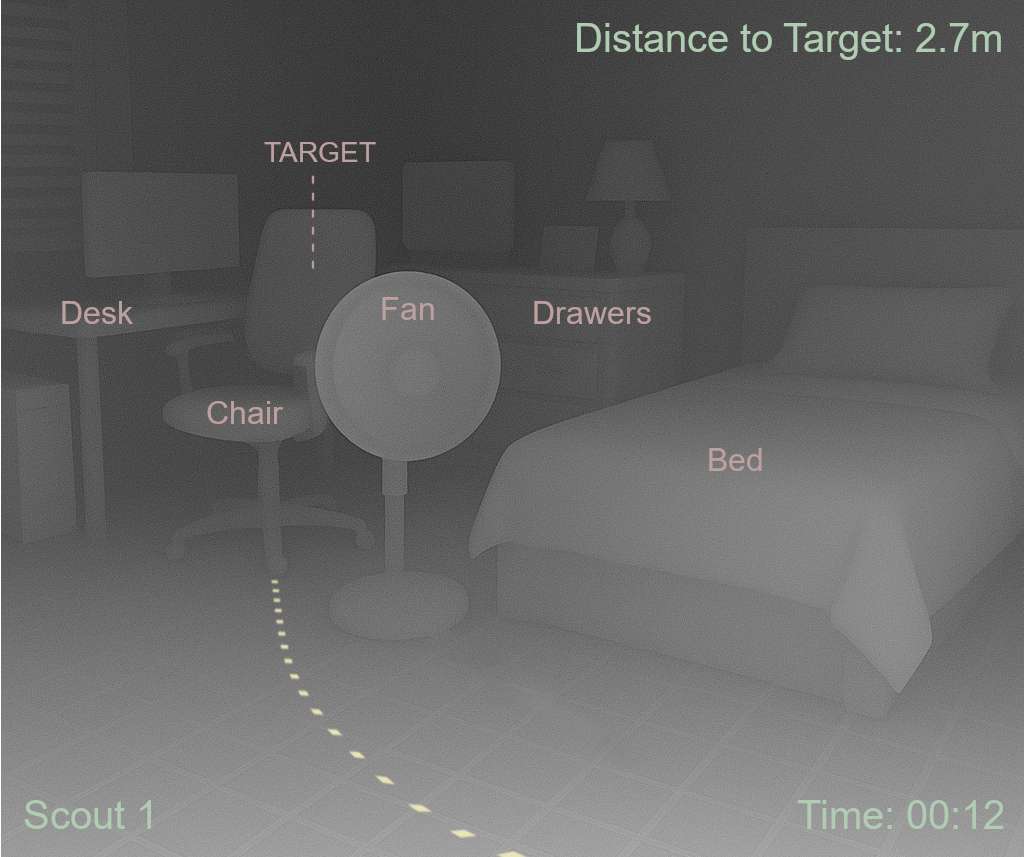 Distance to Target: 2.7m
TARGET
Desk
Fan
Drawers
Chair
Bed
Scout 1
Time: 00:12